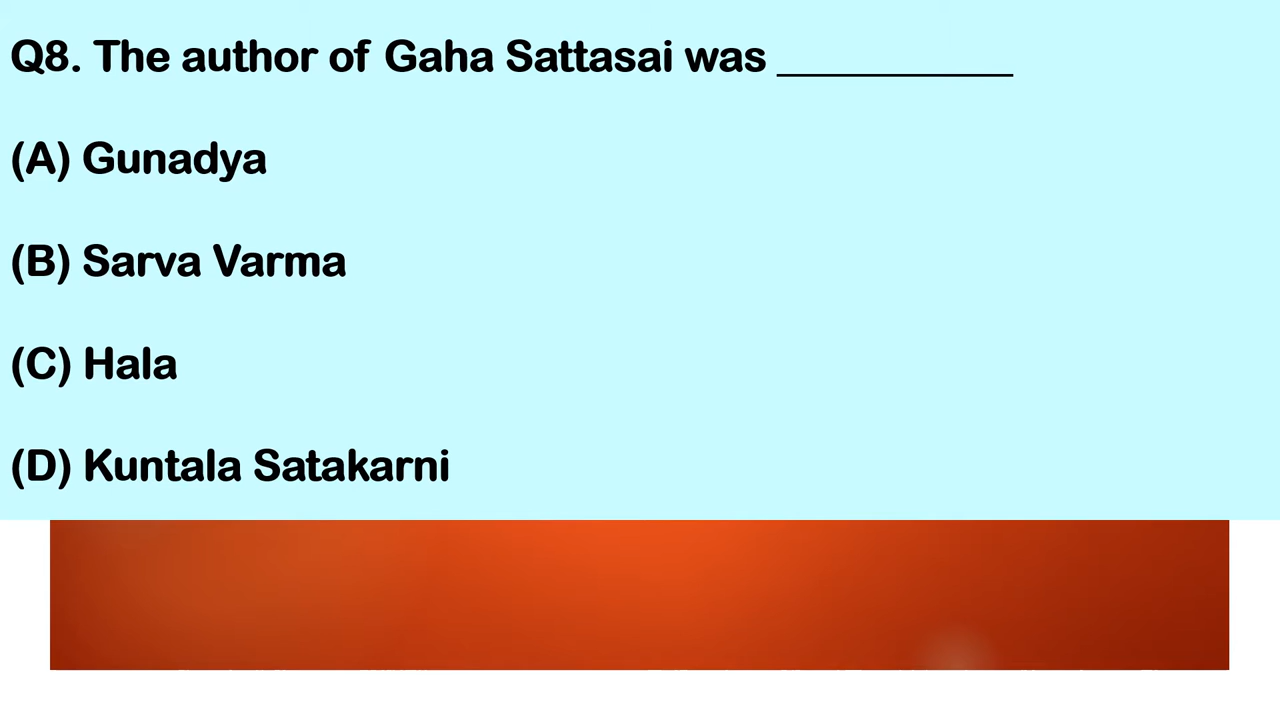 Q8. The author of Gaha Sattasai was ___________
(A) Gunadya
(B) Sarva Varma
(C) Hala
(D) Kuntala Satakarni